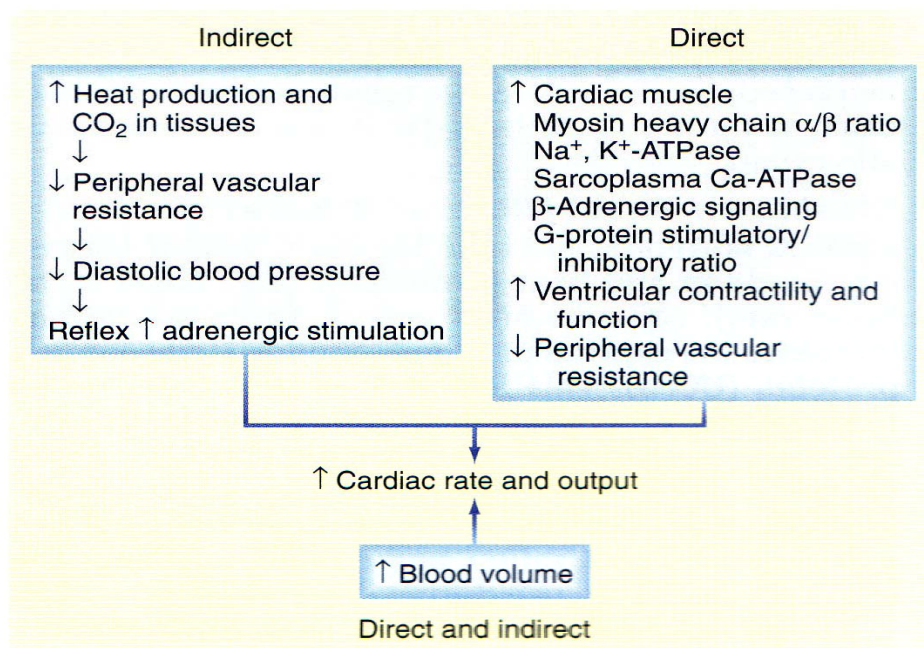 Indirect
↑ Heat production and
CO₂ in tissues
↓
↓ Peripheral vascular
resistance
↓
↓ Diastolic blood pressure
↓
Reflex ↑ adrenergic stimulation
Direct
↑ Cardiac muscle
Myosin heavy chain α/β ratio
Na⁺, K⁺-ATPase
Sarcoplasma Ca-ATPase
β-Adrenergic signaling
G-protein stimulatory/
inhibitory ratio
↑ Ventricular contractility and
function
↓ Peripheral vascular
resistance
↑ Cardiac rate and output
↑ Blood volume
Direct and indirect